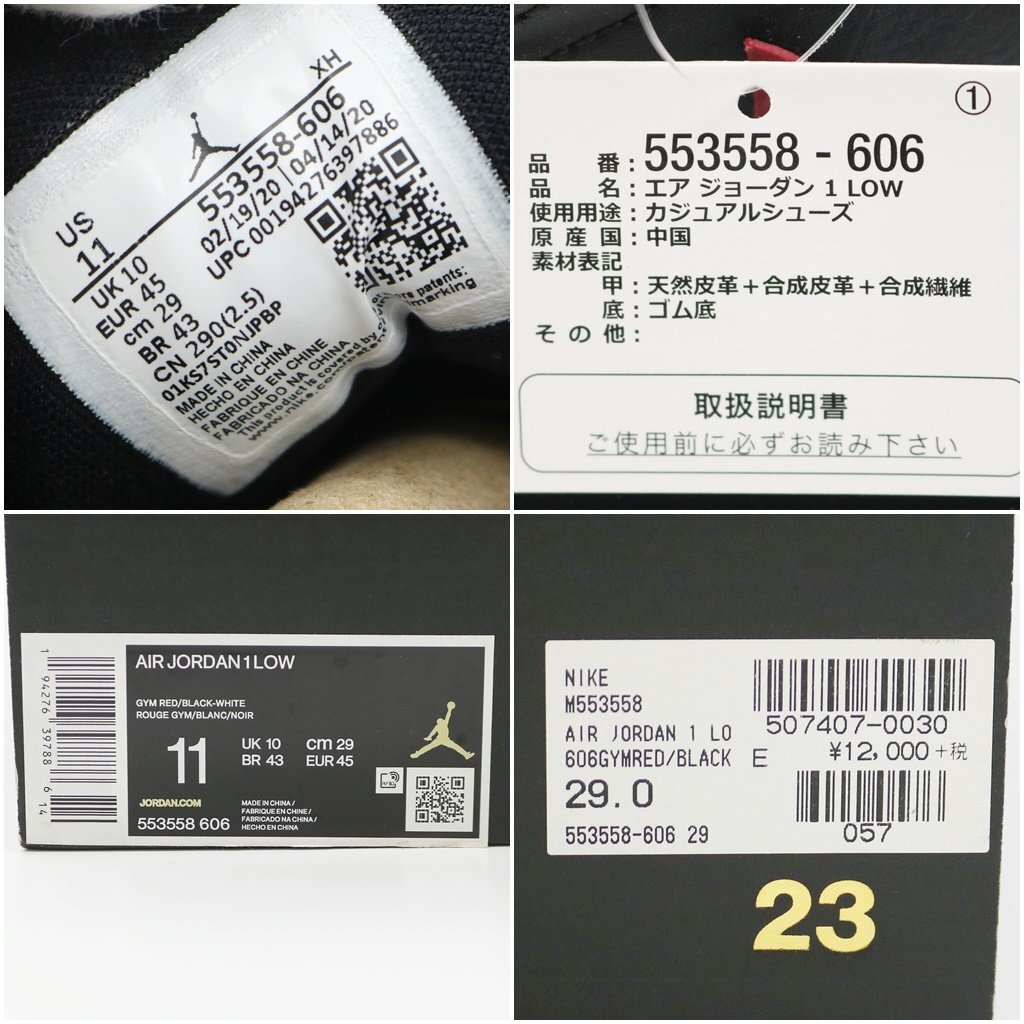 XH
US
11
553558-606
02/19/20 04/14/20
UPC 00194276397886
UK 10
EUR 45
cm 29
BR 43
CN 290(2.5)
01KS7ST0NJPBP
MADE IN CHINA
HECHO EN CHINA
FABRIQUE EN CHINE
FABRICADO NA CHINA
This product is covered by
patents:
marking
①
品番:553558 - 606
品名:エア ジョーダン 1 LOW
使用用途:カジュアルシューズ
原産国:中国
素材表記
甲:天然皮革+合成皮革+合成繊維
底:ゴム底
その他:
取扱説明書
ご使用前に必ずお読み下さい
1 94276 39788 6 14
AIR JORDAN 1 LOW
GYM RED/BLACK-WHITE
ROUGE GYM/BLANC/NOIR
11
UK 10 cm 29
BR 43 EUR 45
JORDAN.COM
553558 606
MADE IN CHINA /
FABRIQUE EN CHINE /
FABRICADO NA CHINA /
HECHO EN CHINA
NIKE
M553558
507407-0030
AIR JORDAN 1 LO
606GYMRED/BLACK E ¥12,000+税
29.0
553558-606 29
057
23